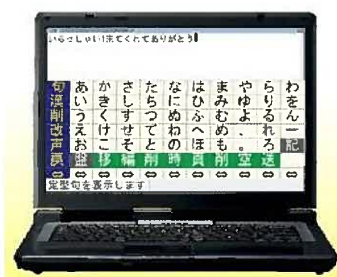 いらっしゃい!来てくれてありがとう
句あかさたなはまやらわ
漢いきしちにひみゆりを
削うくすつぬふむよるん
改えけせてねへめ、れー
声おこそとのほも。ろ記
戻盤移編削時頁削空送
⇔⇔⇔⇔⇔⇔⇔⇔⇔⇔⇔
定型句を表示します